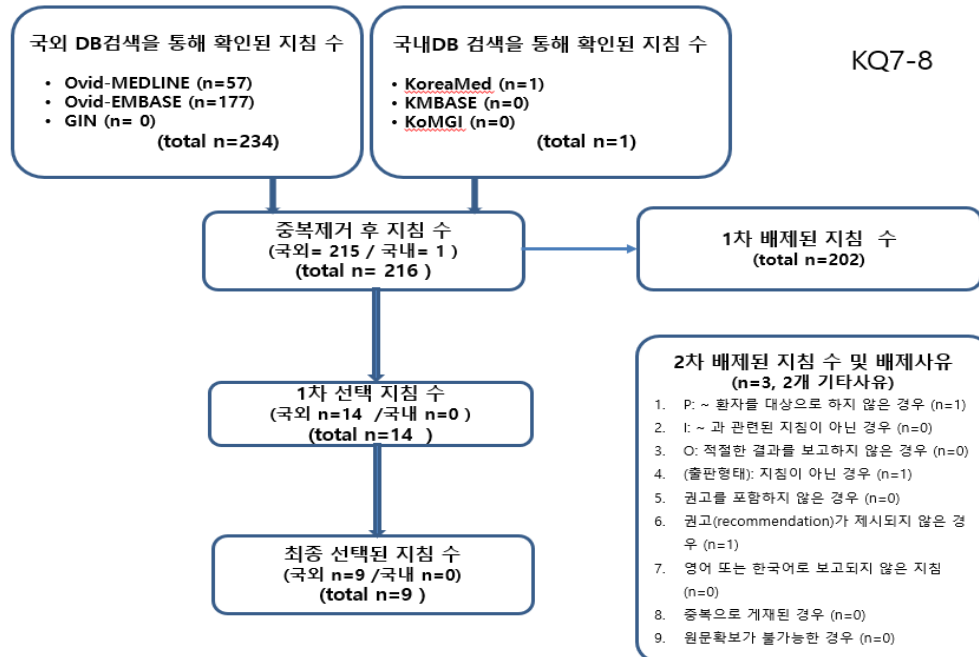 국외 DB검색을 통해 확인된 지침 수
• Ovid-MEDLINE (n=57)
• Ovid-EMBASE (n=177)
• GIN (n= 0)
(total n=234)
국내DB 검색을 통해 확인된 지침 수
• KoreaMed (n=1)
• KMBASE (n=0)
• KoMGI (n=0)
(total n=1)
KQ7-8
중복제거 후 지침 수
(국외= 215 / 국내= 1 )
(total n= 216 )
1차 배제된 지침 수
(total n=202)
1차 선택 지침 수
(국외 n=14 /국내 n=0 )
(total n=14 )
2차 배제된 지침 수 및 배제사유
(n=3, 2개 기타사유)
1. P: ~ 환자를 대상으로 하지 않은 경우 (n=1)
2. I: ~ 과 관련된 지침이 아닌 경우 (n=0)
3. O: 적절한 결과를 보고하지 않은 경우 (n=0)
4. (출판형태): 지침이 아닌 경우 (n=1)
5. 권고를 포함하지 않은 경우 (n=0)
6. 권고(recommendation)가 제시되지 않은 경
우 (n=1)
7. 영어 또는 한국어로 보고되지 않은 지침
(n=0)
8. 중복으로 게재된 경우 (n=0)
9. 원문확보가 불가능한 경우 (n=0)
최종 선택된 지침 수
(국외 n=9 /국내 n=0)
(total n=9 )